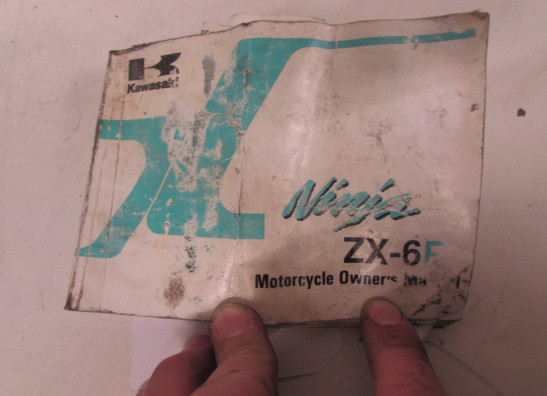 Kawasaki
Ninja
ZX-6
Motorcycle Owner's